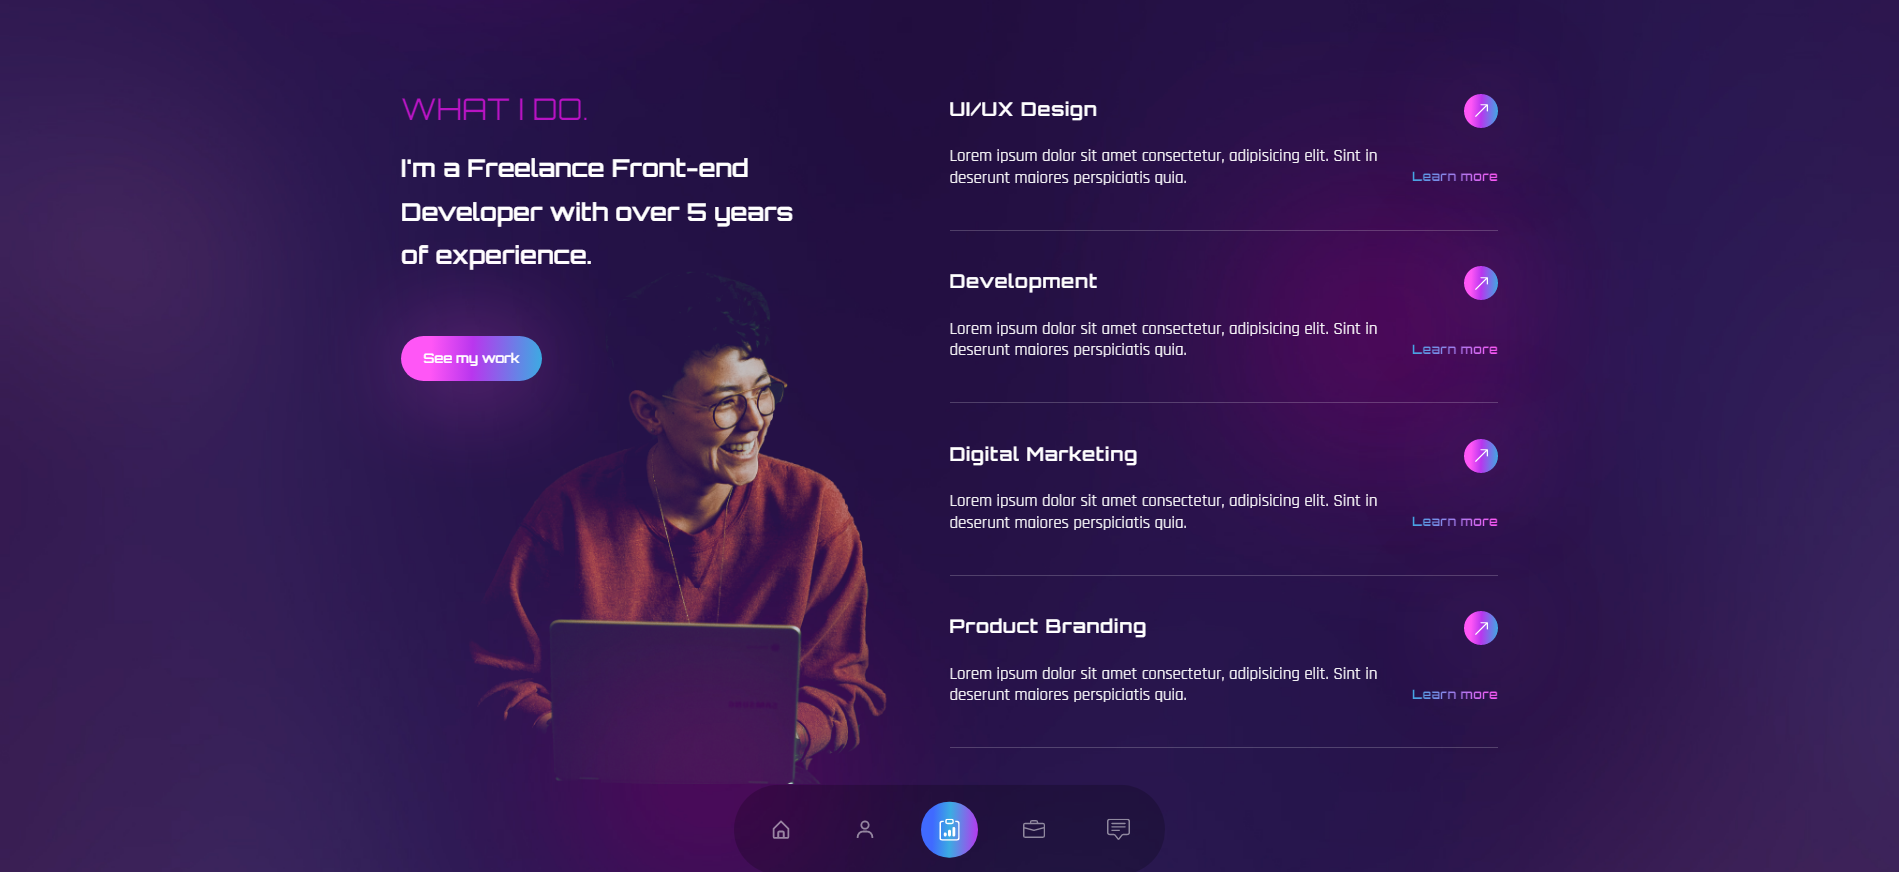 WHAT I DO.
I'm a Freelance Front-end
Developer with over 5 years
of experience.
See my work
UI/UX Design
Lorem ipsum dolor sit amet consectetur, adipisicing elit. Sint in
deserunt maiores perspiciatis quia.
Learn more
Development
Lorem ipsum dolor sit amet consectetur, adipisicing elit. Sint in
deserunt maiores perspiciatis quia.
Learn more
Digital Marketing
Lorem ipsum dolor sit amet consectetur, adipisicing elit. Sint in
deserunt maiores perspiciatis quia.
Learn more
Product Branding
Lorem ipsum dolor sit amet consectetur, adipisicing elit. Sint in
deserunt maiores perspiciatis quia.
Learn more